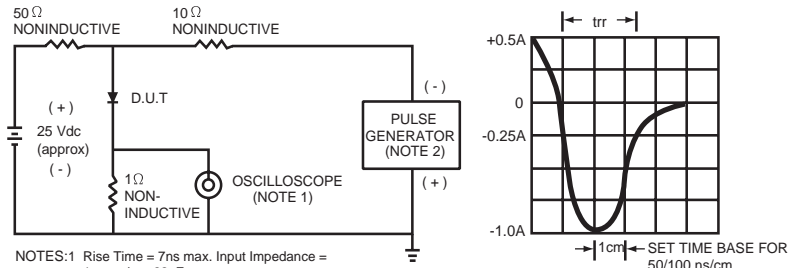 50 Ω
NONINDUCTIVE
10 Ω
NONINDUCTIVE
( + )
25 Vdc
(approx)
( - )
D.U.T
1 Ω
NON-
INDUCTIVE
OSCILLOSCOPE
(NOTE 1)
( - )
PULSE
GENERATOR
(NOTE 2)
( + )
NOTES:1 Rise Time = 7ns max. Input Impedance =
trr
+0.5A
0
-0.25A
-1.0A
1cm
SET TIME BASE FOR
50/100 ns/cm